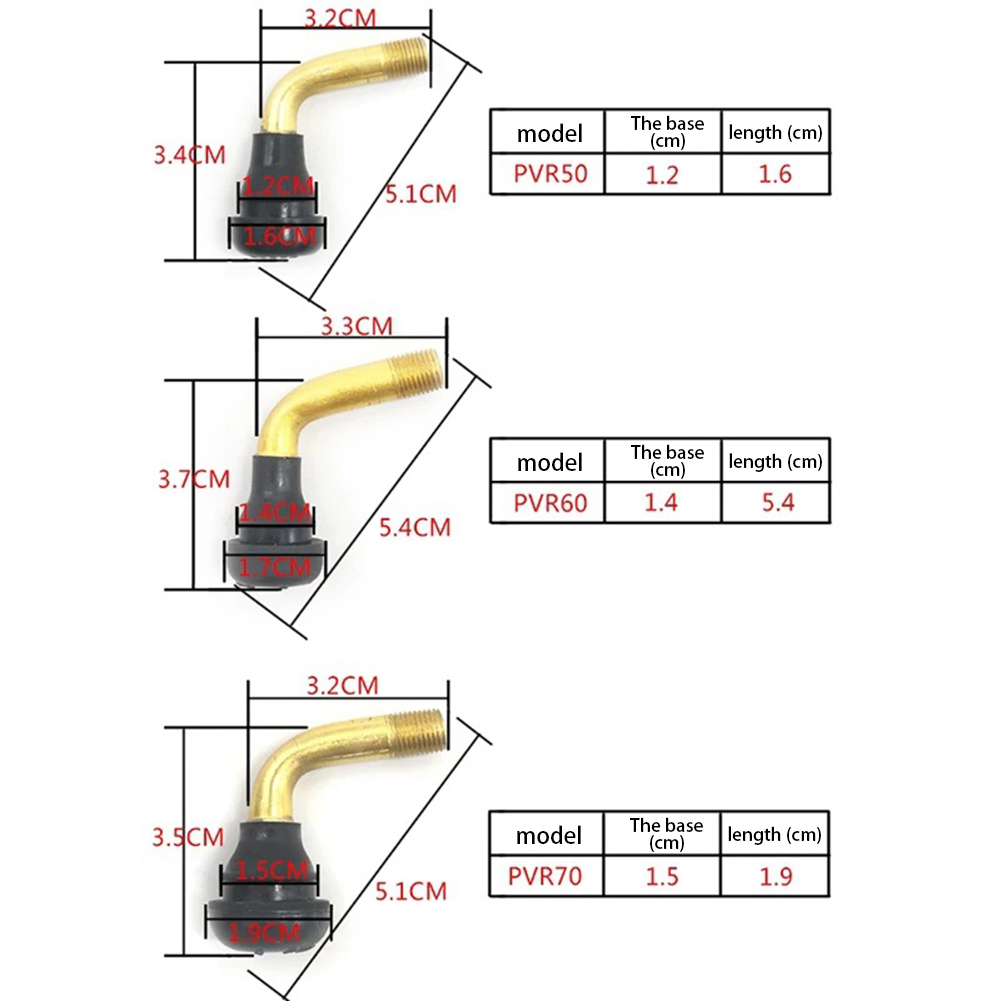 3.2CM
3.4CM
1.2CM
5.1CM
1.6CM
model The base (cm) length (cm)
PVR50 1.2 1.6
3.3CM
3.7CM
1.4CM
5.4CM
1.7CM
model The base (cm) length (cm)
PVR60 1.4 5.4
3.2CM
3.5CM
1.5CM
5.1CM
1.9CM
model The base (cm) length (cm)
PVR70 1.5 1.9